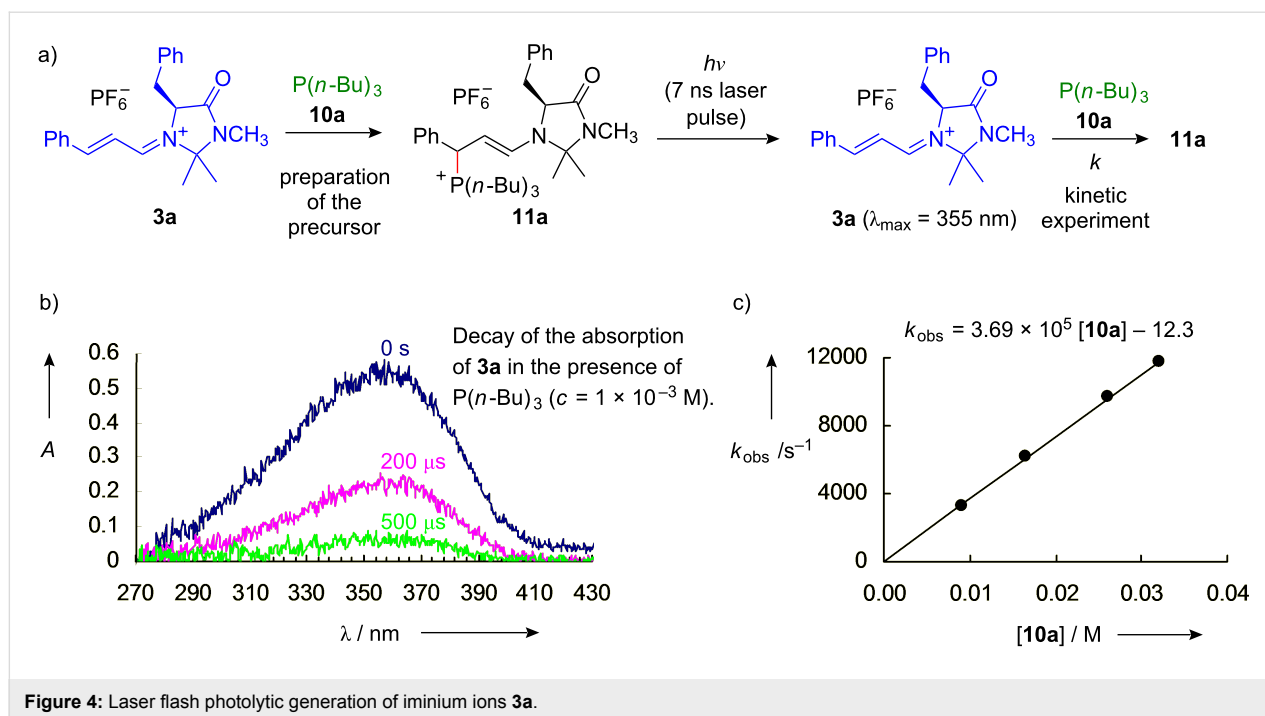 a)
Ph
O
PF6−
N+
NCH3
Ph
3a
P(n-Bu)3
10a
preparation
of the
precursor
Ph
O
PF6−
Ph
N
NCH3
+
P(n-Bu)3
11a
hν
(7 ns laser
pulse)
Ph
O
PF6−
N+
NCH3
Ph
3a (λmax = 355 nm)
P(n-Bu)3
10a
k
kinetic
experiment
11a
b)
Decay of the absorption
of 3a in the presence of
P(n-Bu)3 (c = 1 × 10−3 M).
0 s
200 μs
500 μs
A
0.6
0.5
0.4
0.3
0.2
0.1
0
270 290 310 330 350 370 390 410 430
λ / nm
c)
kobs = 3.69 × 10⁵ [10a] – 12.3
kobs /s−1
12000
8000
4000
0
0.00 0.01 0.02 0.03 0.04
[10a] / M
Figure 4: Laser flash photolytic generation of iminium ions 3a.